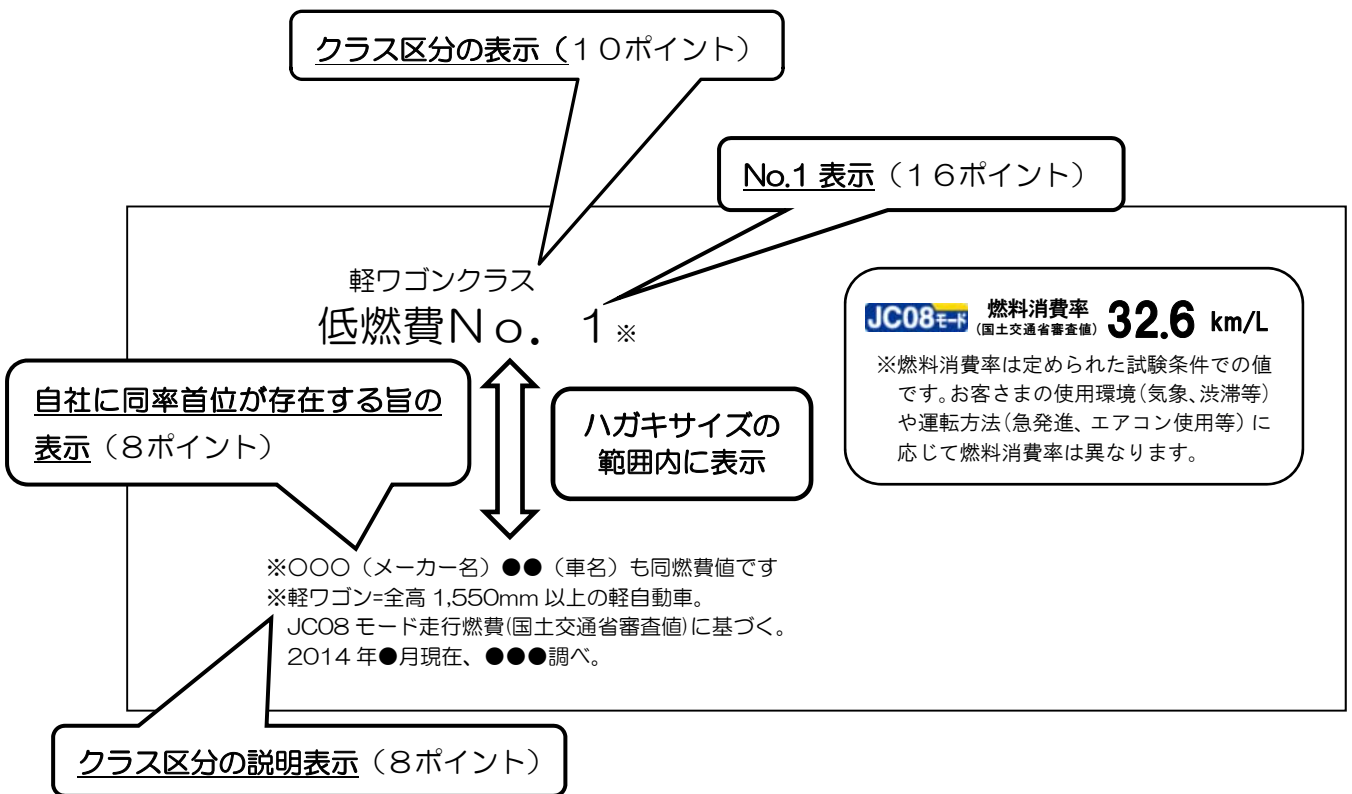 クラス区分の表示（１０ポイント）
No.1 表示（１６ポイント）
軽ワゴンクラス
低燃費Ｎｏ．１※
JC08モード 燃料消費率 (国土交通省審査値) 32.6 km/L
※燃料消費率は定められた試験条件での値
です。お客さまの使用環境（気象、渋滞等）
や運転方法（急発進、エアコン使用等）に
応じて燃料消費率は異なります。
自社に同率首位が存在する旨の
表示（８ポイント）
ハガキサイズの
範囲内に表示
※〇〇〇（メーカー名）●●（車名）も同燃費値です
※軽ワゴン=全高 1,550mm 以上の軽自動車。
JC08 モード走行燃費(国土交通省審査値)に基づく。
2014 年●月現在、●●●調べ。
クラス区分の説明表示（８ポイント）